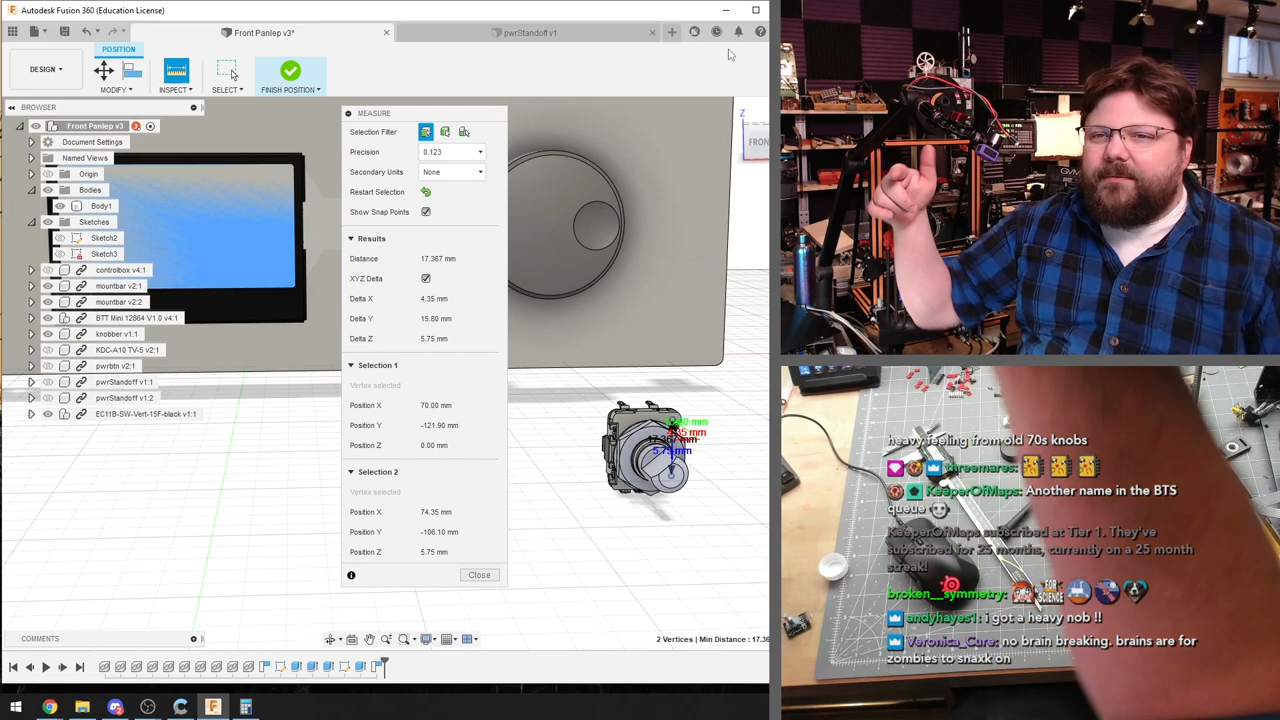 Autodesk Fusion 360 (Education License)
Front Panlep v3*
pwrStandoff v1
POSITION
DESIGN
MODIFY
INSPECT
SELECT
FINISH POSITION
BROWSER
Front Panlep v3
Document Settings
Named Views
Origin
Bodies
Body1
Sketches
Sketch2
Sketch3
controlbox v4:1
mountbar v2:1
mountbar v2:2
BTT Mini 12864 V1.0 v4:1
knobber v1:1
KDC-A10 TV-5 v2:1
pwrbtn v2:1
pwrStandoff v1:1
pwrStandoff v1:2
EC11B-SW-Vert-15F-black v1:1
MEASURE
Selection Filter
Precision 0.123
Secondary Units None
Restart Selection
Show Snap Points
Results
Distance 17.367 mm
XYZ Delta
Delta X 4.35 mm
Delta Y 15.80 mm
Delta Z 5.75 mm
Selection 1
Vertex selected
Position X 70.00 mm
Position Y -121.90 mm
Position Z 0.00 mm
Selection 2
Vertex selected
Position X 74.35 mm
Position Y -106.10 mm
Position Z 5.75 mm
Close
Z
FRON
4.35 mm
5.75 mm
2 Vertices | Min Distance : 17.36
COMMENTS
heavy feeling from old 70s knobs
threemares:
KeeperOfMaps: Another name in the BTS
queue
KeeperOfMaps subscribed at Tier 1. They've
subscribed for 25 months, currently on a 25 month
streak!
broken__symmetry:
FOR SCIENCE
andyhayes1: i got a heavy nob !!
Veronica_Cure: no brain breaking. brains are for
zombies to snaxk on